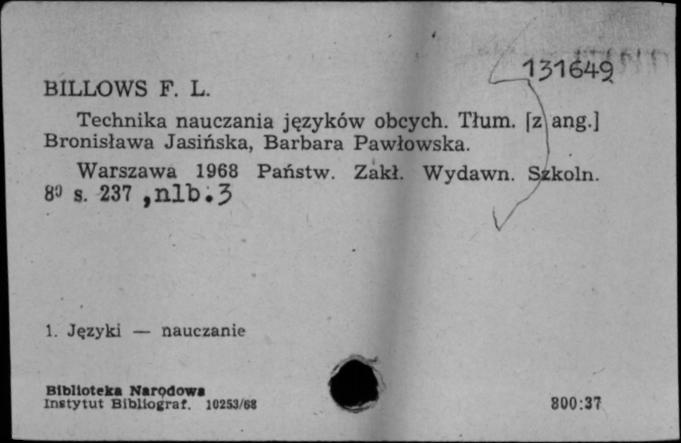 131649
BILLOWS F. L.
Technika nauczania języków obcych. Tłum. [z ang.]
Bronisława Jasińska, Barbara Pawłowska.
Warszawa 1968 Państw. Zakł. Wydawn. Szkoln.
8⁰ s. 237 ,nlb.3
1. Języki — nauczanie
Biblioteka Narodowa
Instytut Bibliograf. 10253/68
800:37